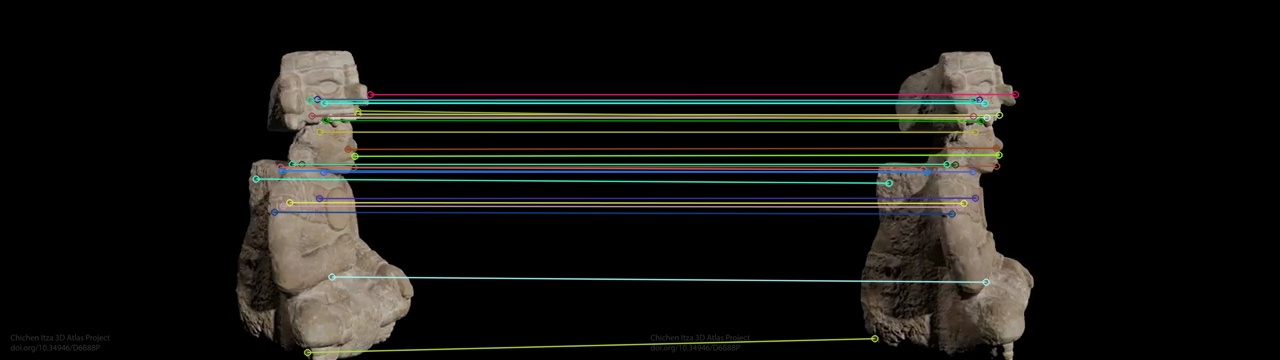 Chichen Itza 3D Atlas Project
doi.org/10.34946/D6B88P
Chichen Itza 3D Atlas Project
doi.org/10.34946/D6B88P